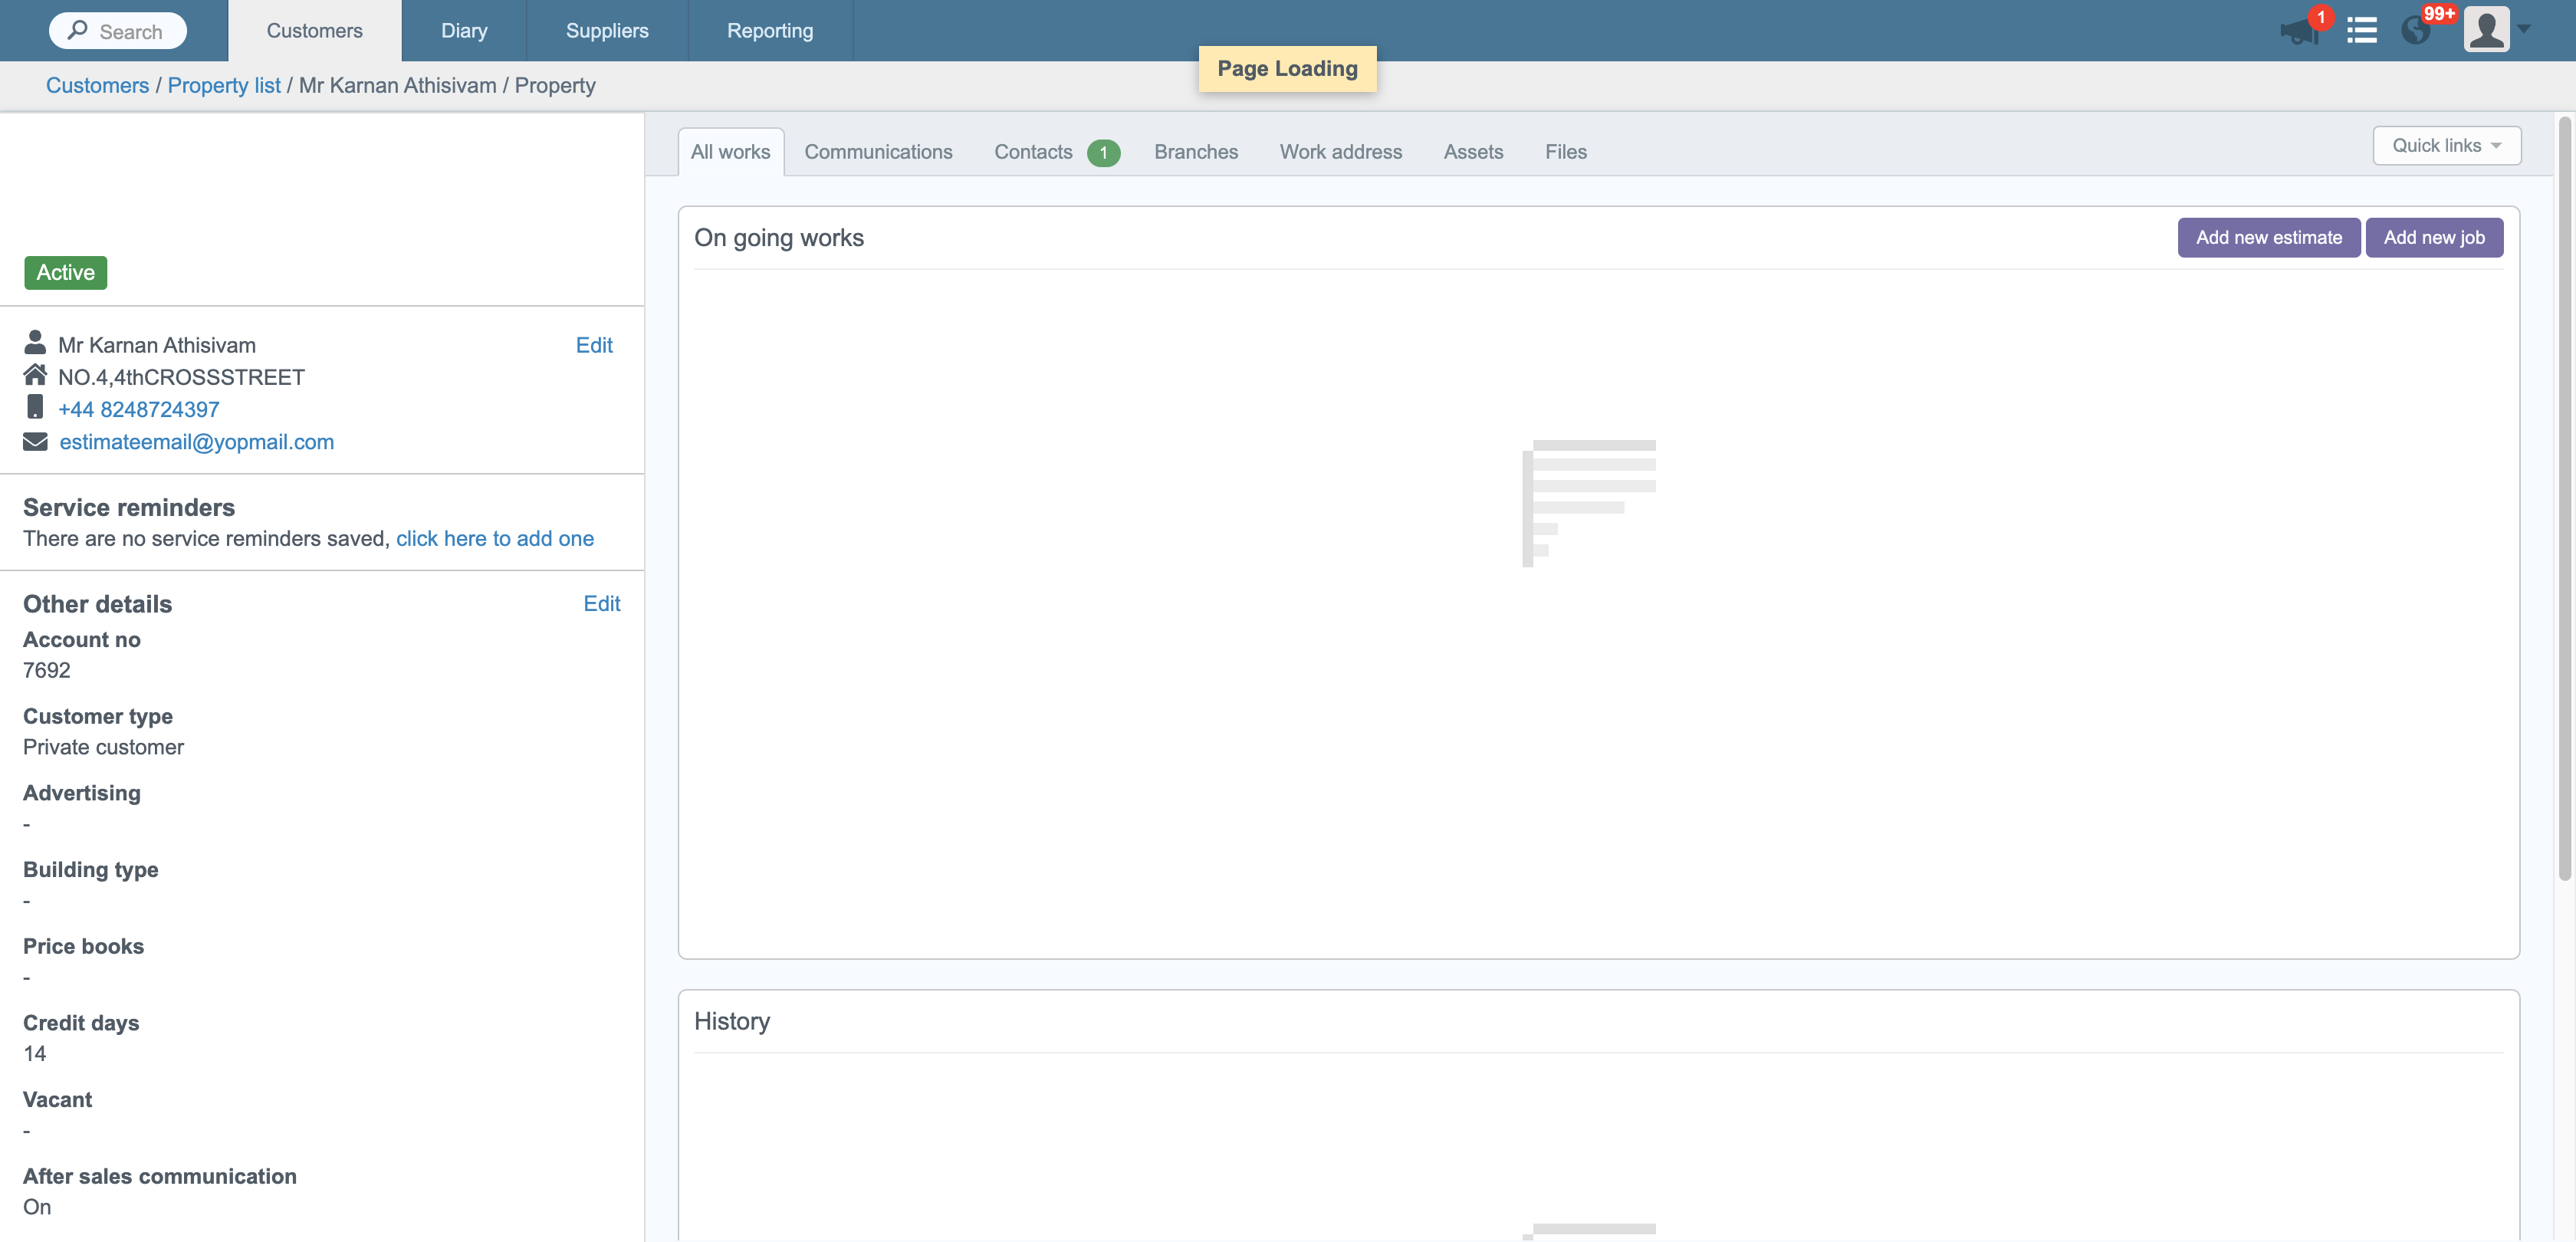 Search
Customers
Diary
Suppliers
Reporting
1
99+
Page Loading
Customers / Property list / Mr Karnan Athisivam / Property
All works
Communications
Contacts 1
Branches
Work address
Assets
Files
Quick links
Active
Mr Karnan Athisivam
Edit
NO.4,4thCROSSSTREET
+44 8248724397
estimateemail@yopmail.com
Service reminders
There are no service reminders saved, click here to add one
Other details
Edit
Account no
7692
Customer type
Private customer
Advertising
-
Building type
-
Price books
-
Credit days
14
Vacant
-
After sales communication
On
On going works
Add new estimate
Add new job
History